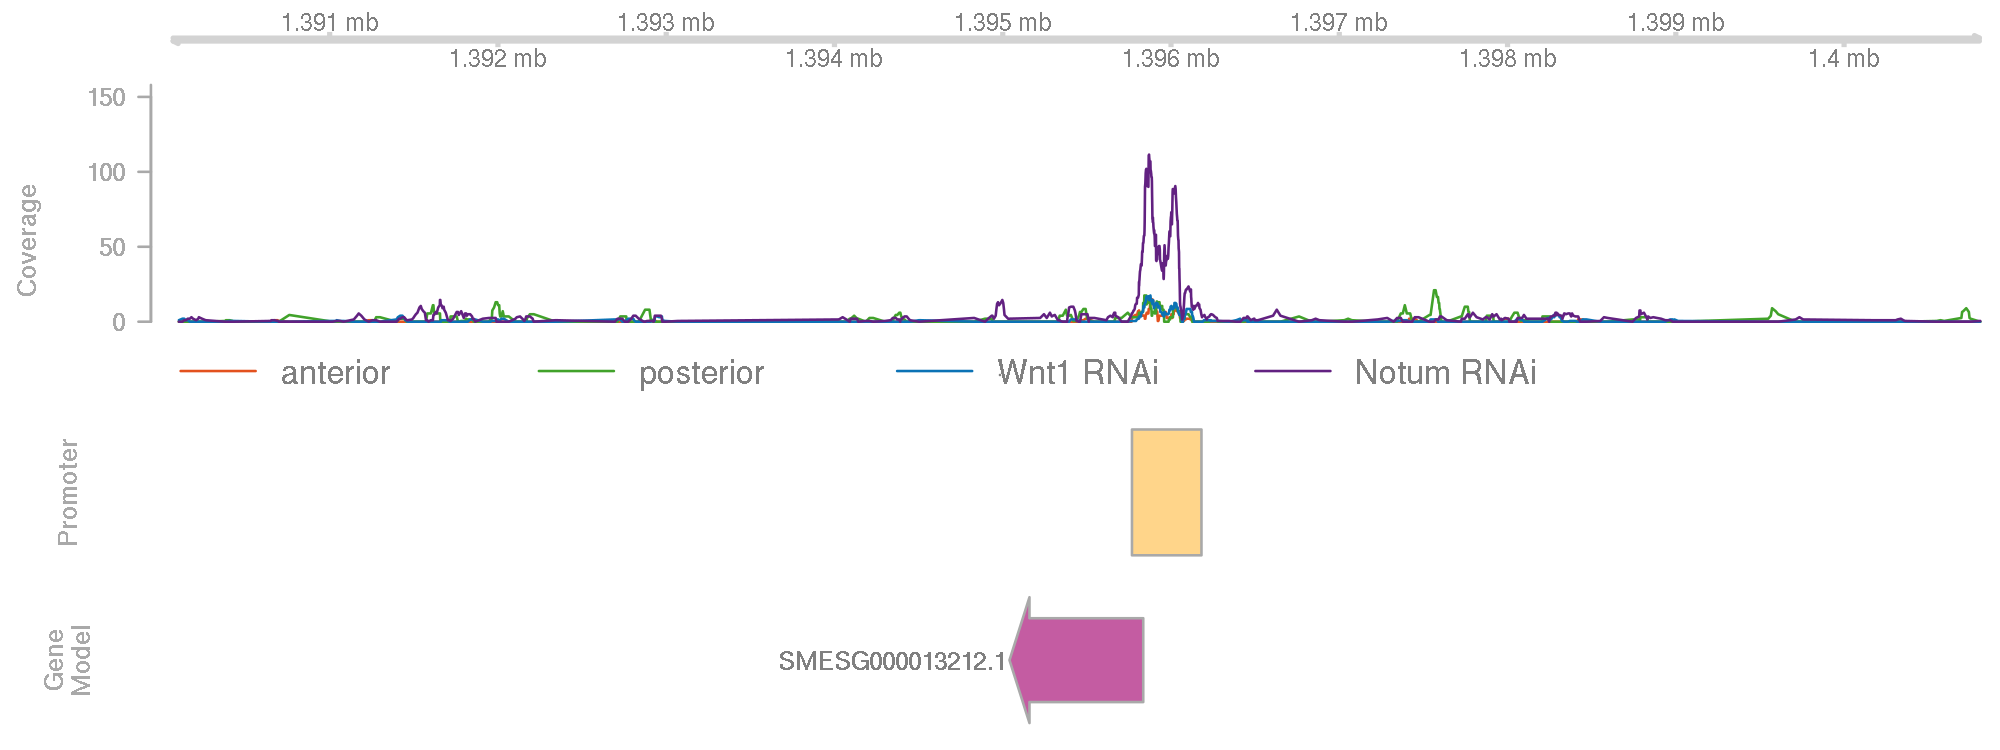 1.391 mb 1.393 mb 1.395 mb 1.397 mb 1.399 mb
1.392 mb 1.394 mb 1.396 mb 1.398 mb 1.4 mb
Coverage
150
100
50
0
anterior posterior Wnt1 RNAi Notum RNAi
Promoter
Gene
Model
SMESG000013212.1